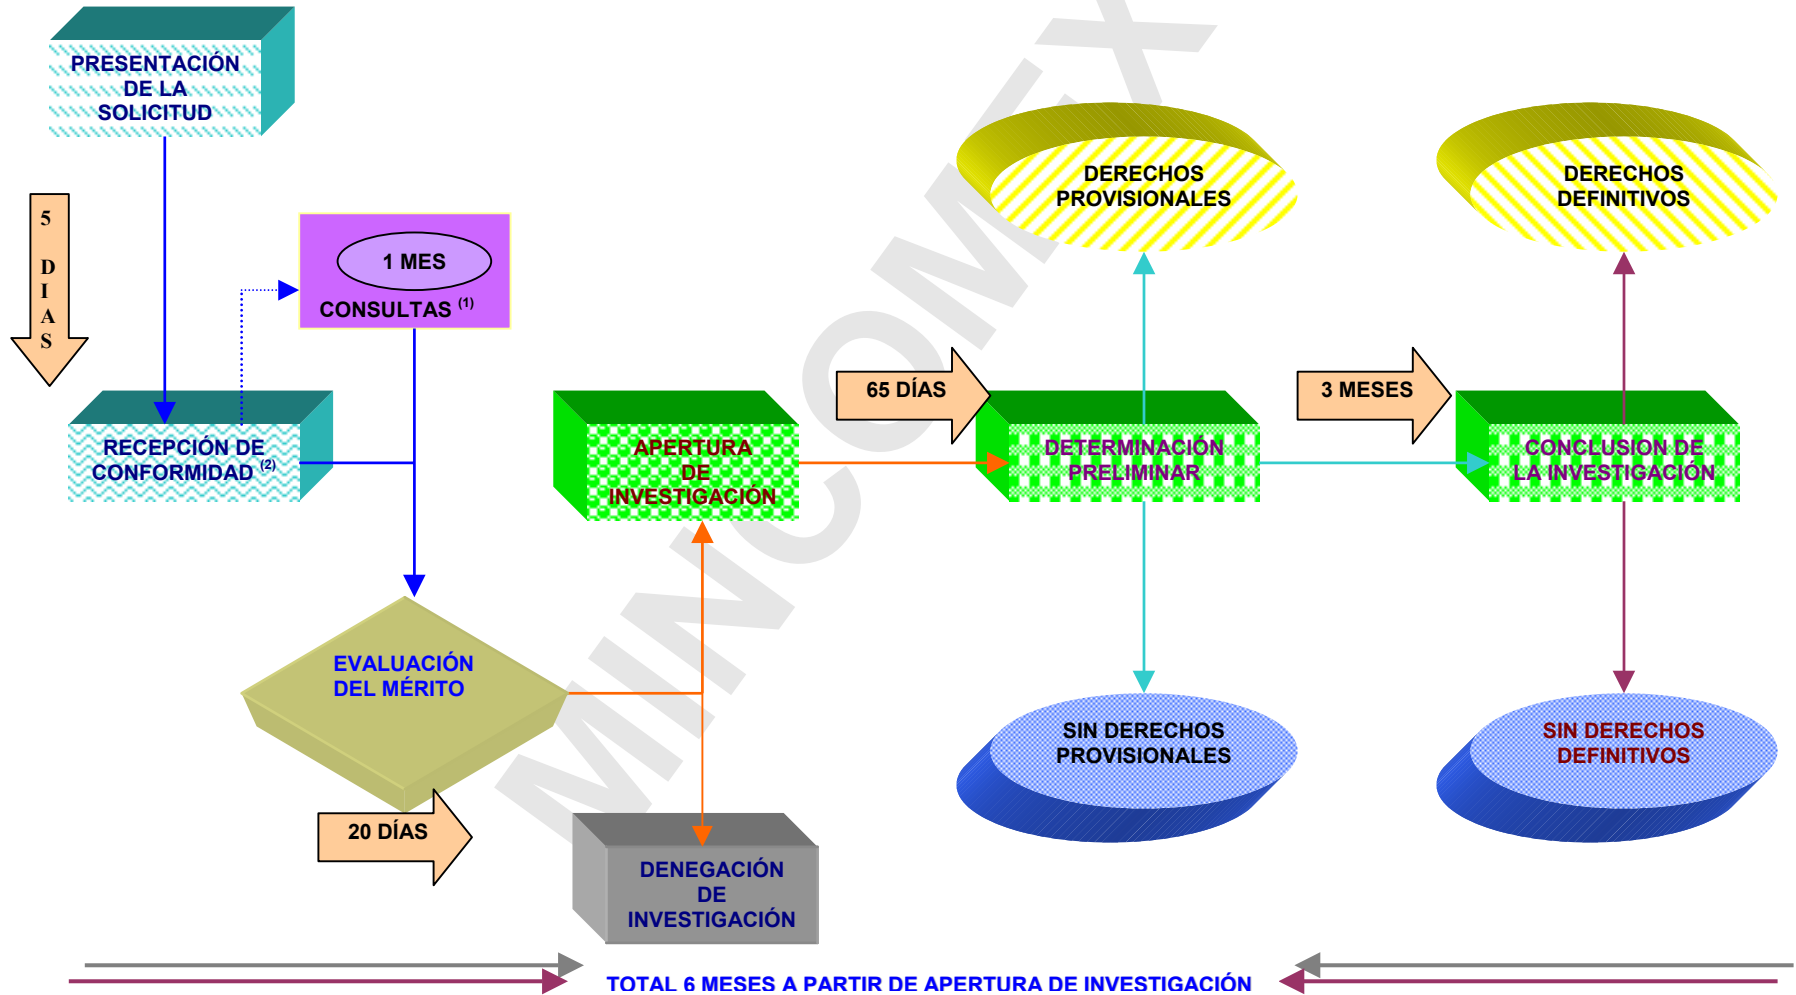 PRESENTACIÓN
DE LA
SOLICITUD
5
D
I
A
S
1 MES
CONSULTAS (1)
RECEPCIÓN DE
CONFORMIDAD (2)
EVALUACIÓN
DEL MÉRITO
20 DÍAS
APERTURA
DE
INVESTIGACIÓN
DENEGACIÓN
DE
INVESTIGACIÓN
65 DÍAS
DETERMINACIÓN
PRELIMINAR
DERECHOS
PROVISIONALES
SIN DERECHOS
PROVISIONALES
3 MESES
CONCLUSION DE
LA INVESTIGACIÓN
DERECHOS
DEFINITIVOS
SIN DERECHOS
DEFINITIVOS
TOTAL 6 MESES A PARTIR DE APERTURA DE INVESTIGACIÓN
MINCOMEX